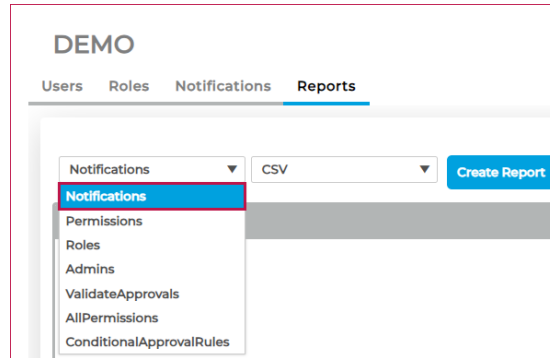 DEMO
Users Roles Notifications Reports
Notifications CSV Create Report
Notifications
Permissions
Roles
Admins
ValidateApprovals
AllPermissions
ConditionalApprovalRules